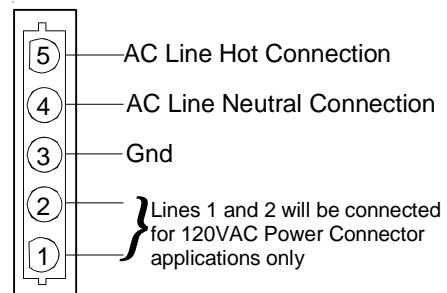 5 AC Line Hot Connection
4 AC Line Neutral Connection
3 Gnd
2
1
Lines 1 and 2 will be connected
for 120VAC Power Connector
applications only